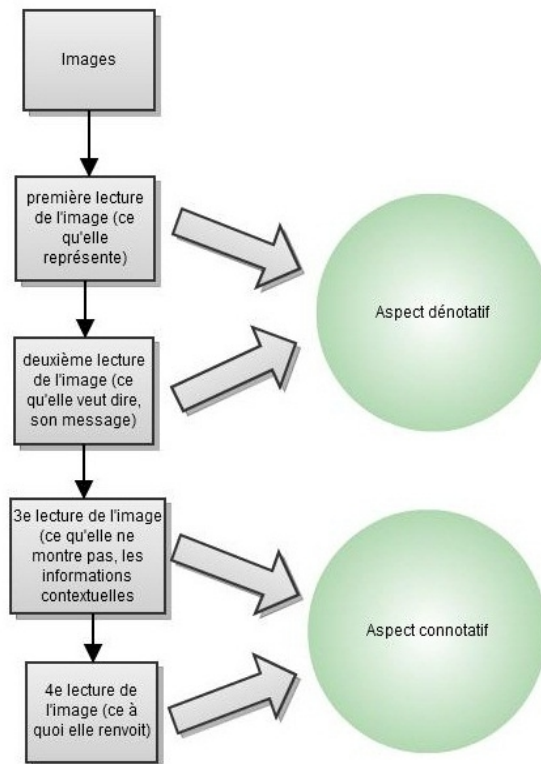 Images
première lecture
de l'image (ce
qu'elle
représente)
Aspect dénotatif
deuxième lecture
de l'image (ce
qu'elle veut dire,
son message)
3e lecture de l'image
(ce qu'elle ne
montre pas, les
informations
contextuelles
Aspect connotatif
4e lecture de
l'image (ce à
quoi elle renvoit)